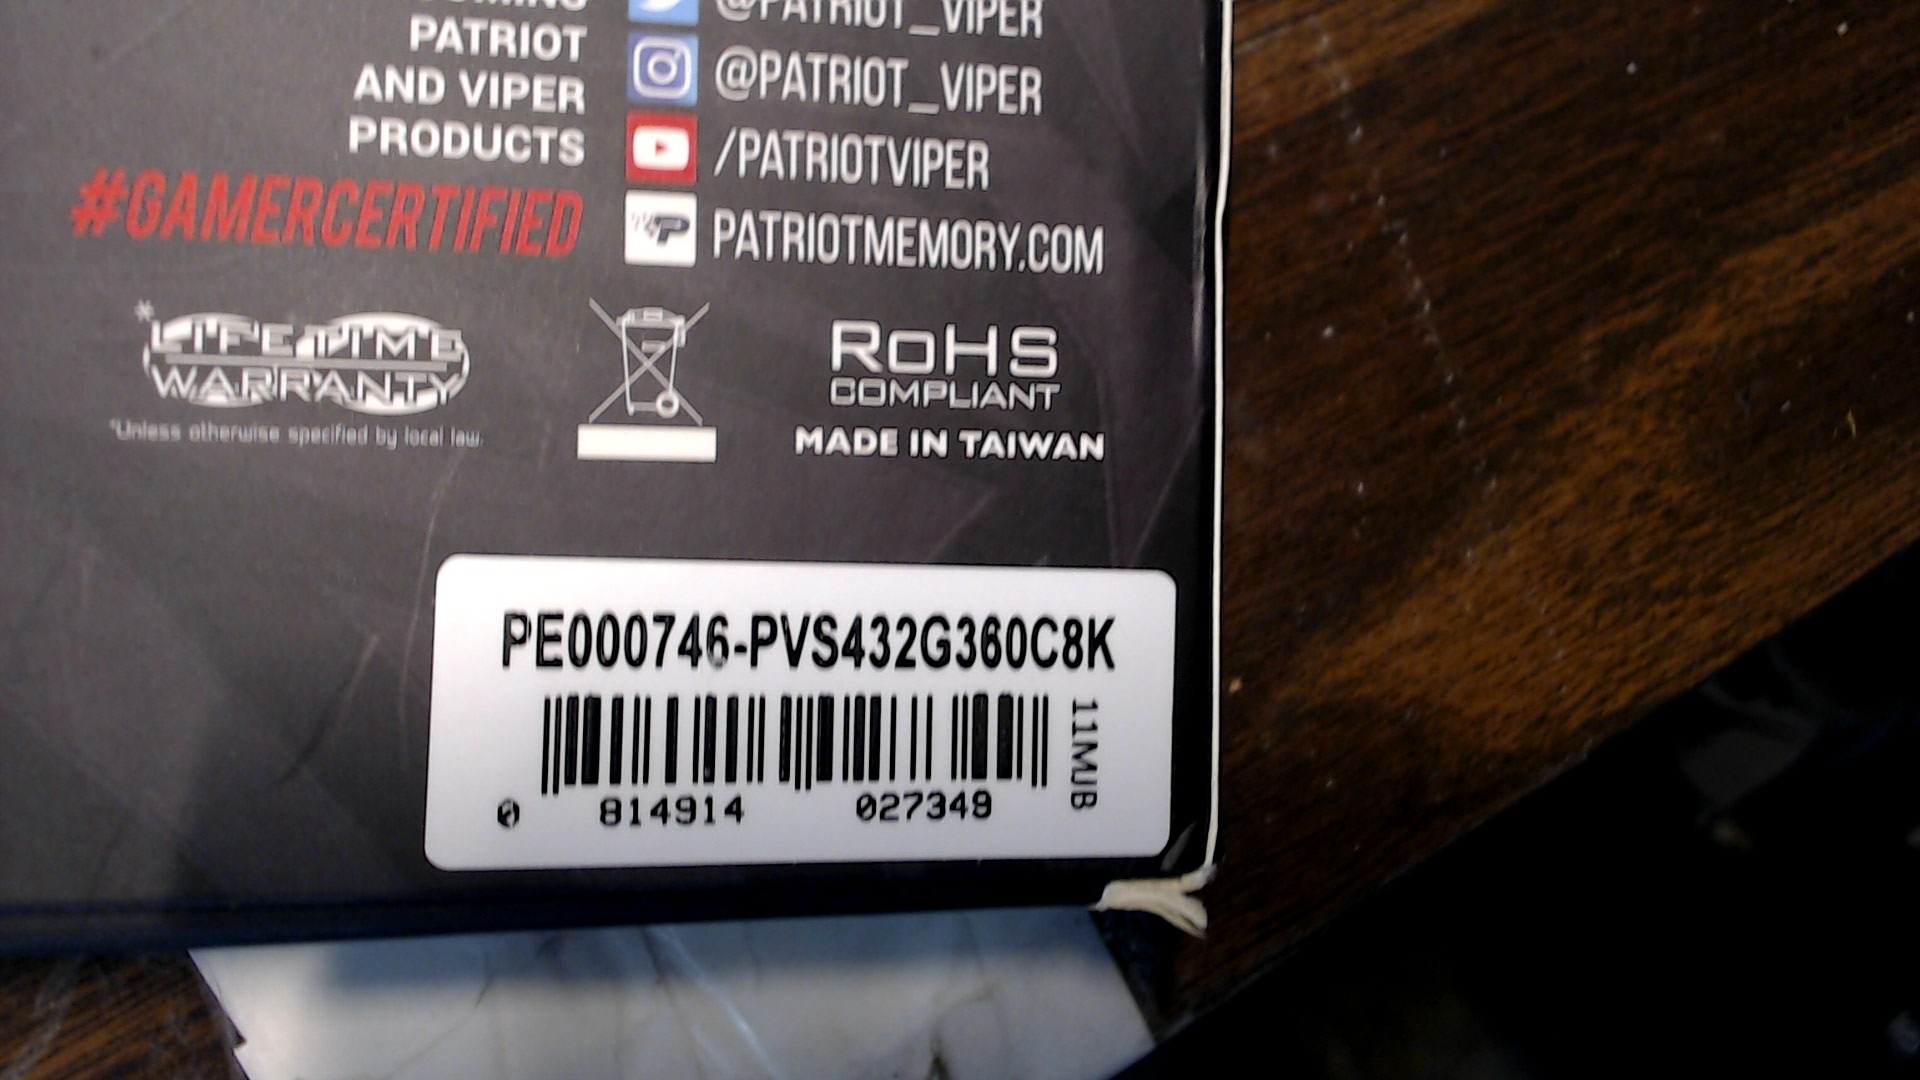 PATRIOT
AND VIPER
PRODUCTS
#GAMERCERTIFIED
@PATRIOT_VIPER
@PATRIOT_VIPER
/PATRIOTVIPER
PATRIOTMEMORY.COM
*LIFETIME
WARRANTY
*Unless otherwise specified by local law.
RoHS
COMPLIANT
MADE IN TAIWAN
PE000746-PVS432G360C8K
11MJB
0 814914 027349